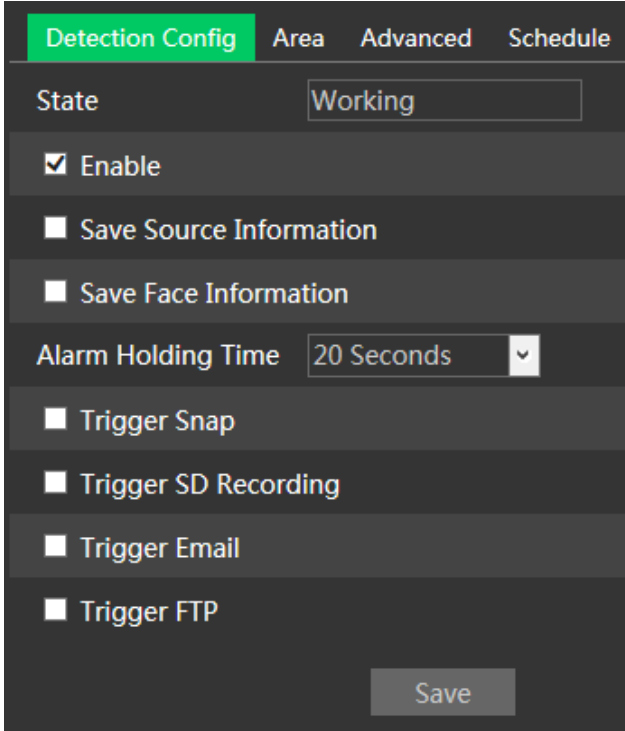 Detection Config Area Advanced Schedule
State Working
Enable
Save Source Information
Save Face Information
Alarm Holding Time 20 Seconds
Trigger Snap
Trigger SD Recording
Trigger Email
Trigger FTP
Save